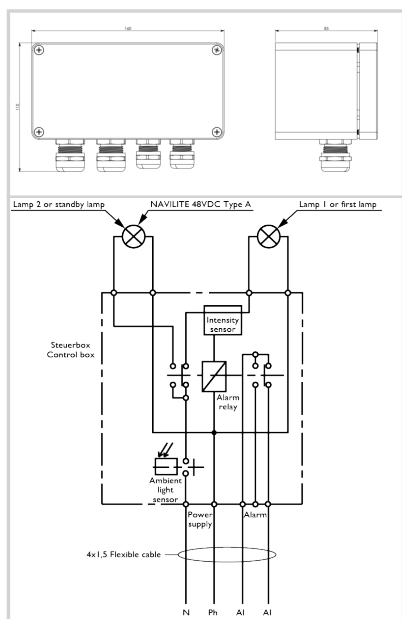 160
85
110
Lamp 2 or standby lamp
NAVILITE 48VDC Type A
Lamp 1 or first lamp
Intensity
sensor
Steuerbox
Control box
Alarm
relay
Ambient
light
sensor
Power
supply
Alarm
4x1,5 Flexible cable
N
Ph
Al
Al